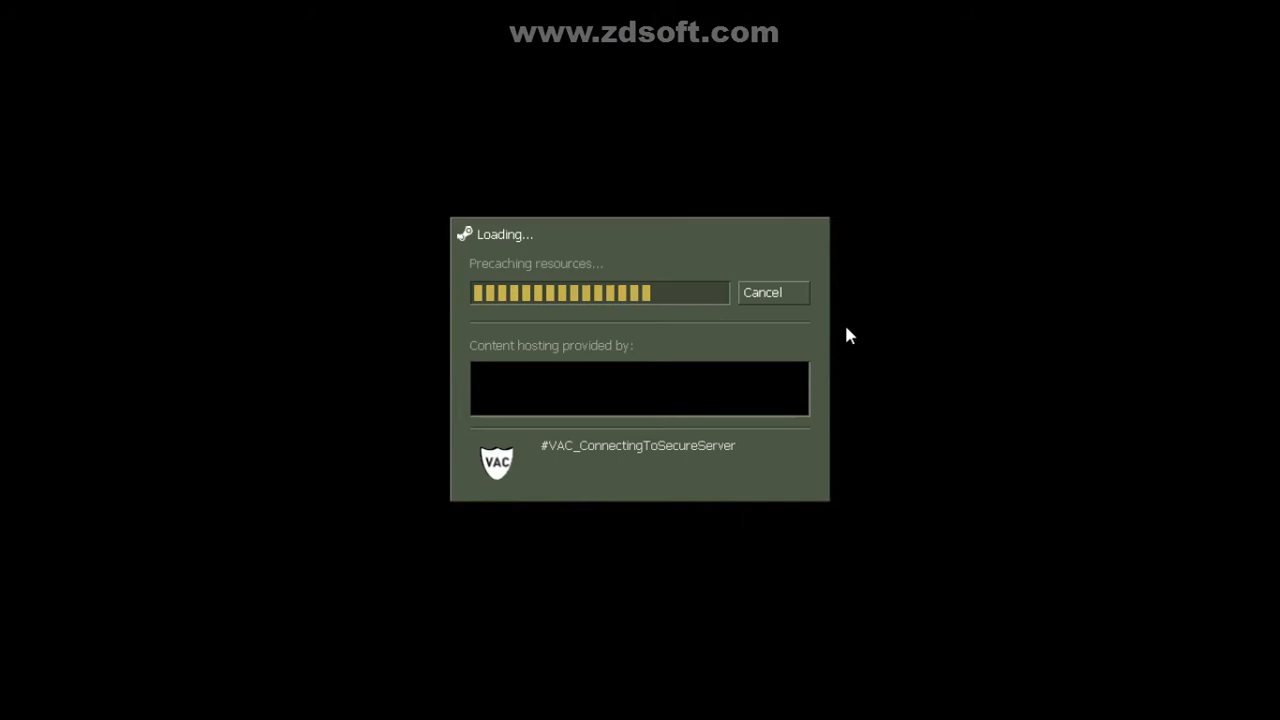 www.zdsoft.com
Loading...
Precaching resources...
Cancel
Content hosting provided by:
#VAC_ConnectingToSecureServer
VAC